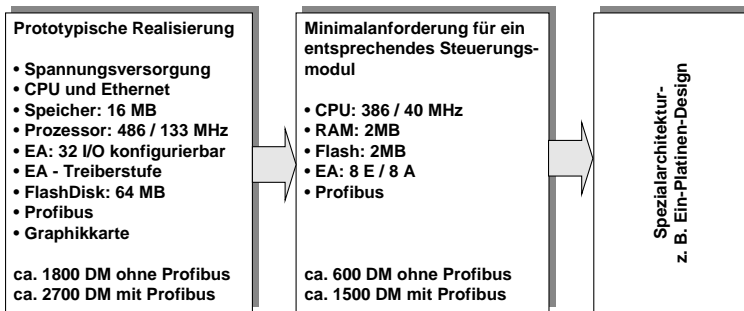 Prototypische Realisierung
• Spannungsversorgung
• CPU und Ethernet
• Speicher: 16 MB
• Prozessor: 486 / 133 MHz
• EA: 32 I/O konfigurierbar
• EA - Treiberstufe
• FlashDisk: 64 MB
• Profibus
• Graphikkarte
ca. 1800 DM ohne Profibus
ca. 2700 DM mit Profibus
Minimalanforderung für ein
entsprechendes Steuerungs-
modul
• CPU: 386 / 40 MHz
• RAM: 2MB
• Flash: 2MB
• EA: 8 E / 8 A
• Profibus
ca. 600 DM ohne Profibus
ca. 1500 DM mit Profibus
Spezialarchitektur-
z. B. Ein-Platinen-Design